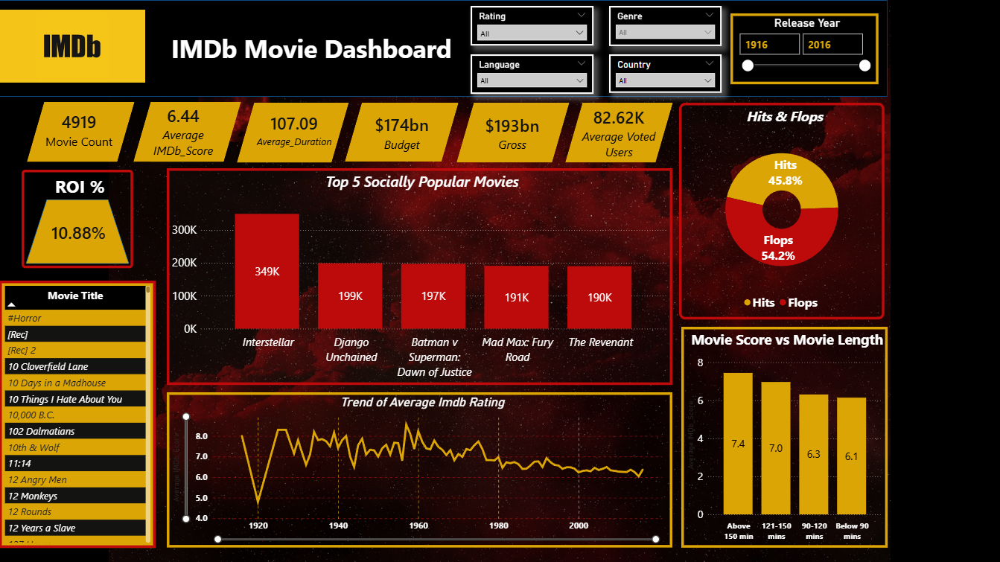 IMDb
IMDb Movie Dashboard
Rating
All
Genre
All
Language
All
Country
All
Release Year
1916
2016
4919
Movie Count
6.44
Average
IMDb_Score
107.09
Average_Duration
$174bn
Budget
$193bn
Gross
82.62K
Average Voted
Users
ROI %
10.88%
Movie Title
#Horror
[Rec]
[Rec] 2
10 Cloverfield Lane
10 Days in a Madhouse
10 Things I Hate About You
10,000 B.C.
102 Dalmatians
10th & Wolf
11:14
12 Angry Men
12 Monkeys
12 Rounds
12 Years a Slave
Top 5 Socially Popular Movies
300K
200K
100K
0K
349K
199K
197K
191K
190K
Interstellar
Django
Unchained
Batman v
Superman:
Dawn of Justice
Mad Max: Fury
Road
The Revenant
Trend of Average Imdb Rating
8.0
7.0
6.0
5.0
4.0
1920
1940
1960
1980
2000
Hits & Flops
Hits
45.8%
Flops
54.2%
Hits
Flops
Movie Score vs Movie Length
Average IMDb_Score
8
6
4
2
0
7.4
7.0
6.3
6.1
Above
150 min
121-150
mins
90-120
mins
Below 90
mins